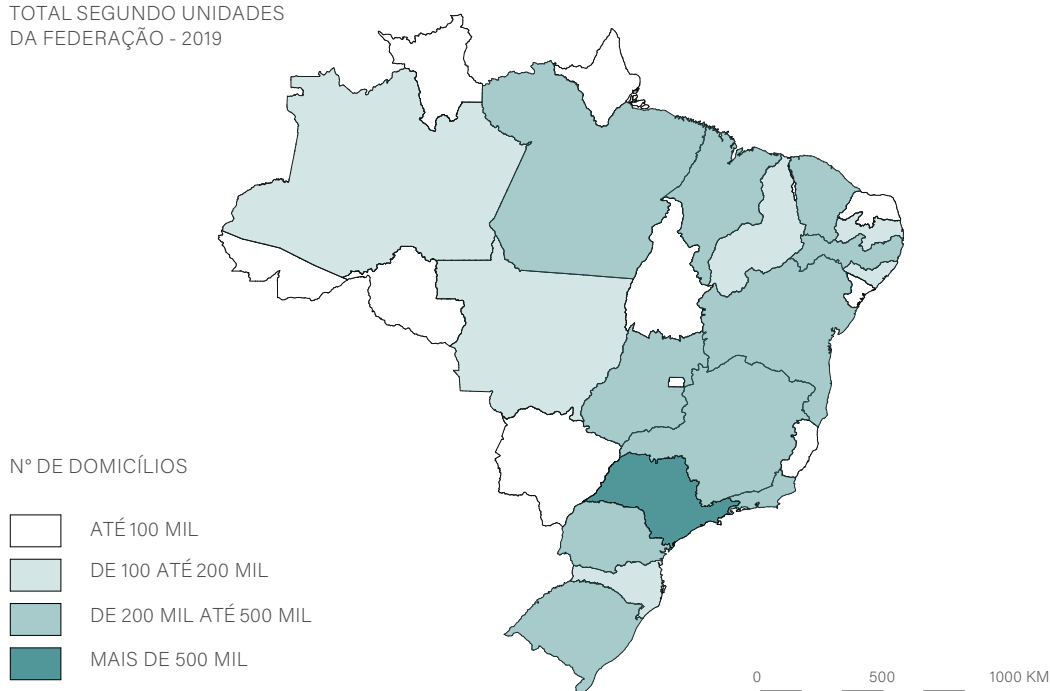 TOTAL SEGUNDO UNIDADES
DA FEDERAÇÃO - 2019
N° DE DOMICÍLIOS
ATÉ 100 MIL
DE 100 ATÉ 200 MIL
DE 200 MIL ATÉ 500 MIL
MAIS DE 500 MIL
0 500 1000 KM